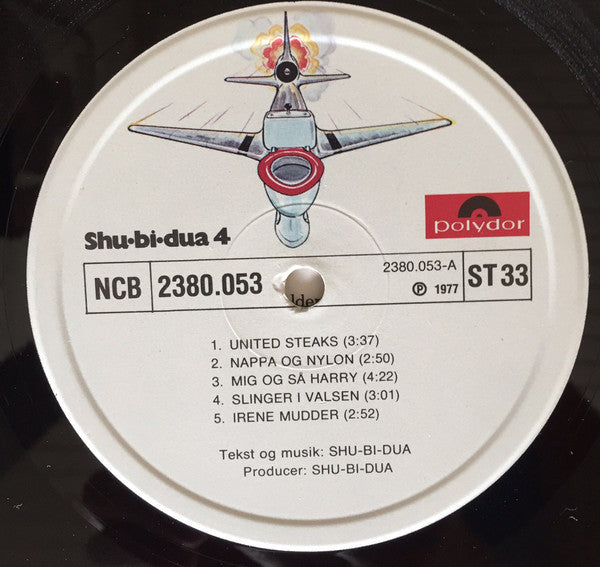 Shu·bi·dua 4
polydor
NCB 2380.053 2380.053-A ℗ 1977 ST 33
1. UNITED STEAKS (3:37)
2. NAPPA OG NYLON (2:50)
3. MIG OG SÅ HARRY (4:22)
4. SLINGER I VALSEN (3:01)
5. IRENE MUDDER (2:52)
Tekst og musik: SHU-BI-DUA
Producer: SHU-BI-DUA